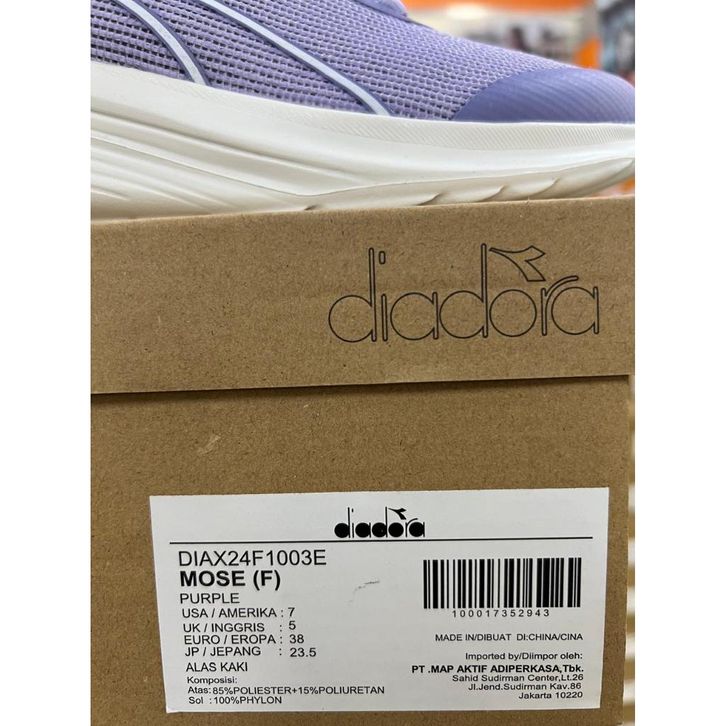 diadora
diadora
DIAX24F1003E
MOSE (F)
PURPLE
USA / AMERIKA : 7
UK / INGGRIS : 5
EURO / EROPA : 38
JP / JEPANG : 23.5
ALAS KAKI
Komposisi:
Atas: 85%POLIESTER+15%POLIURETAN
Sol : 100%PHYLON
100017352943
MADE IN/DIBUAT DI:CHINA/CINA
Imported by/Diimpor oleh:
PT .MAP AKTIF ADIPERKASA,Tbk.
Sahid Sudirman Center,Lt.26
Jl.Jend.Sudirman Kav.86
Jakarta 10220